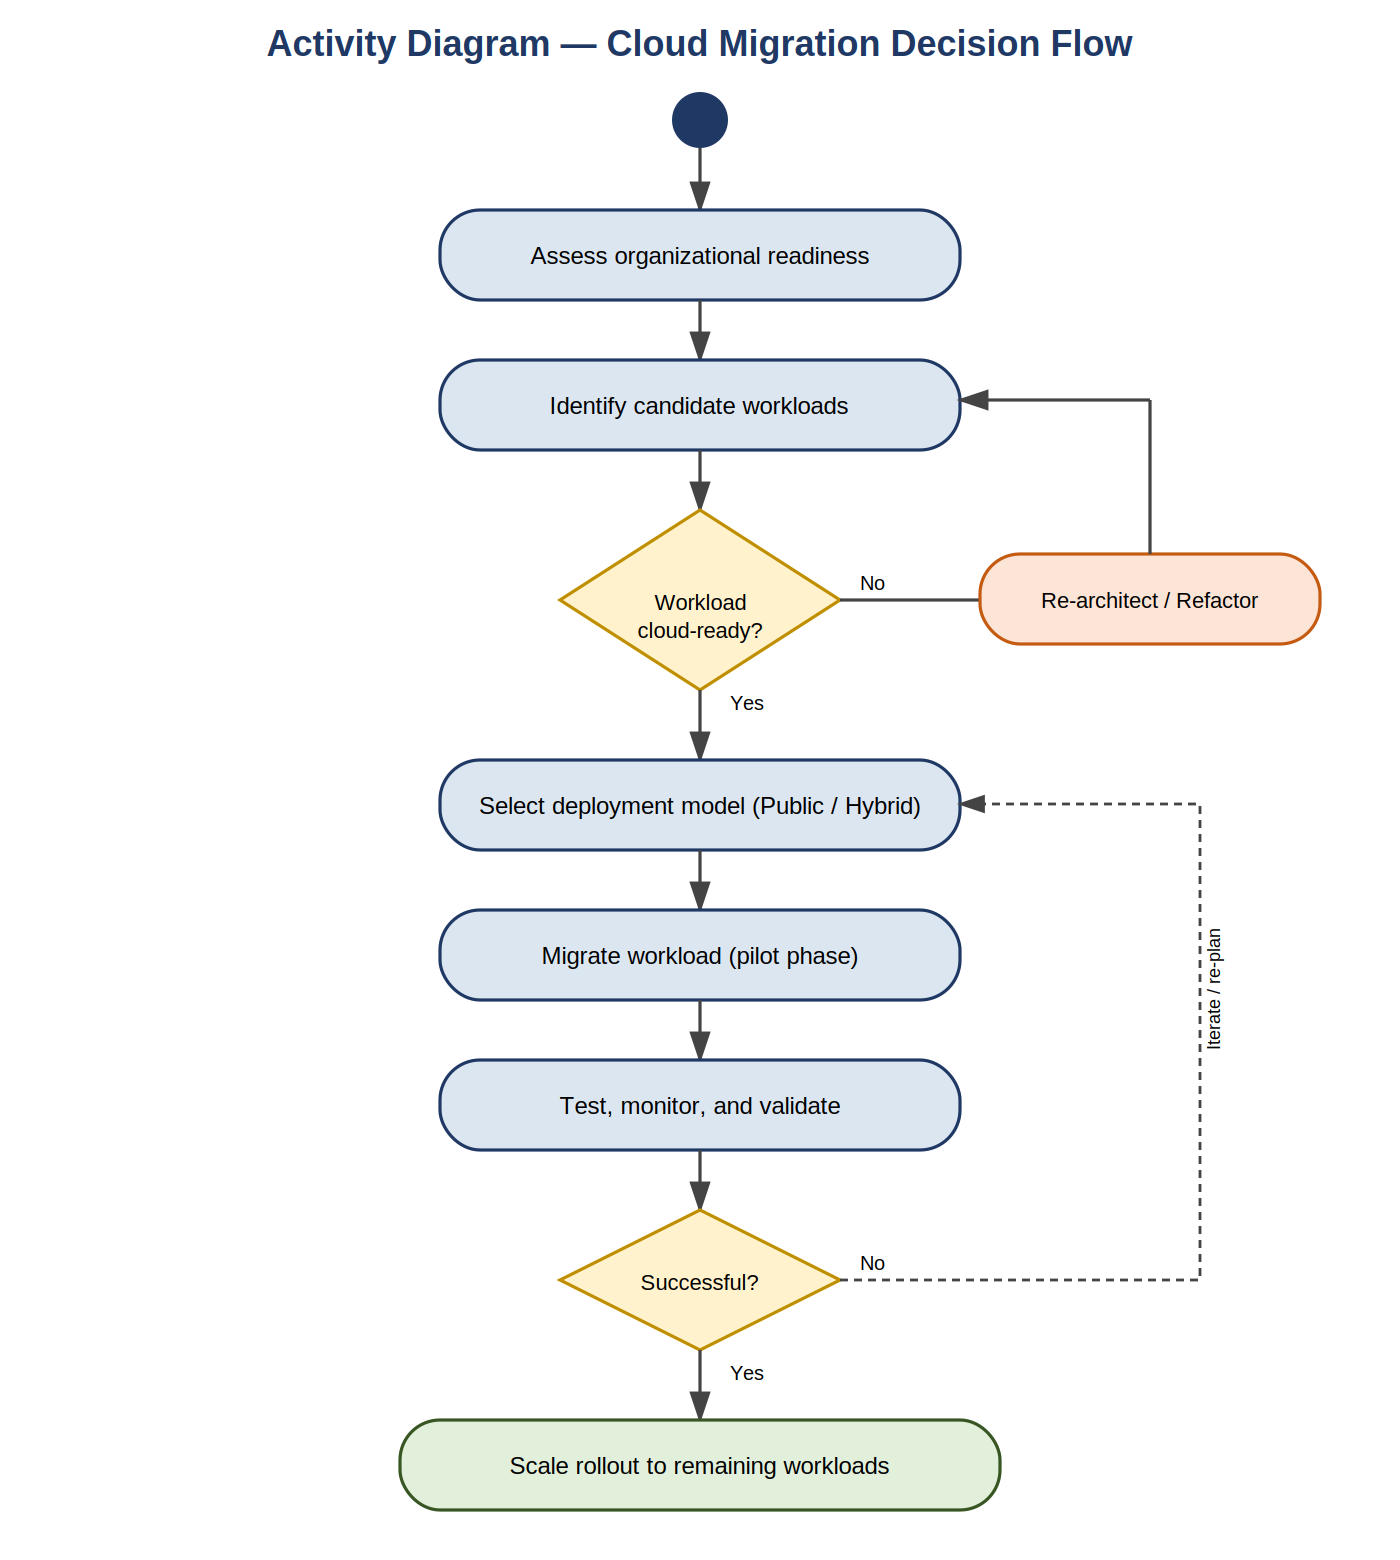 Activity Diagram — Cloud Migration Decision Flow
Assess organizational readiness
Identify candidate workloads
Workload
cloud-ready?
No
Re-architect / Refactor
Yes
Select deployment model (Public / Hybrid)
Migrate workload (pilot phase)
Iterate / re-plan
Test, monitor, and validate
Successful?
No
Yes
Scale rollout to remaining workloads